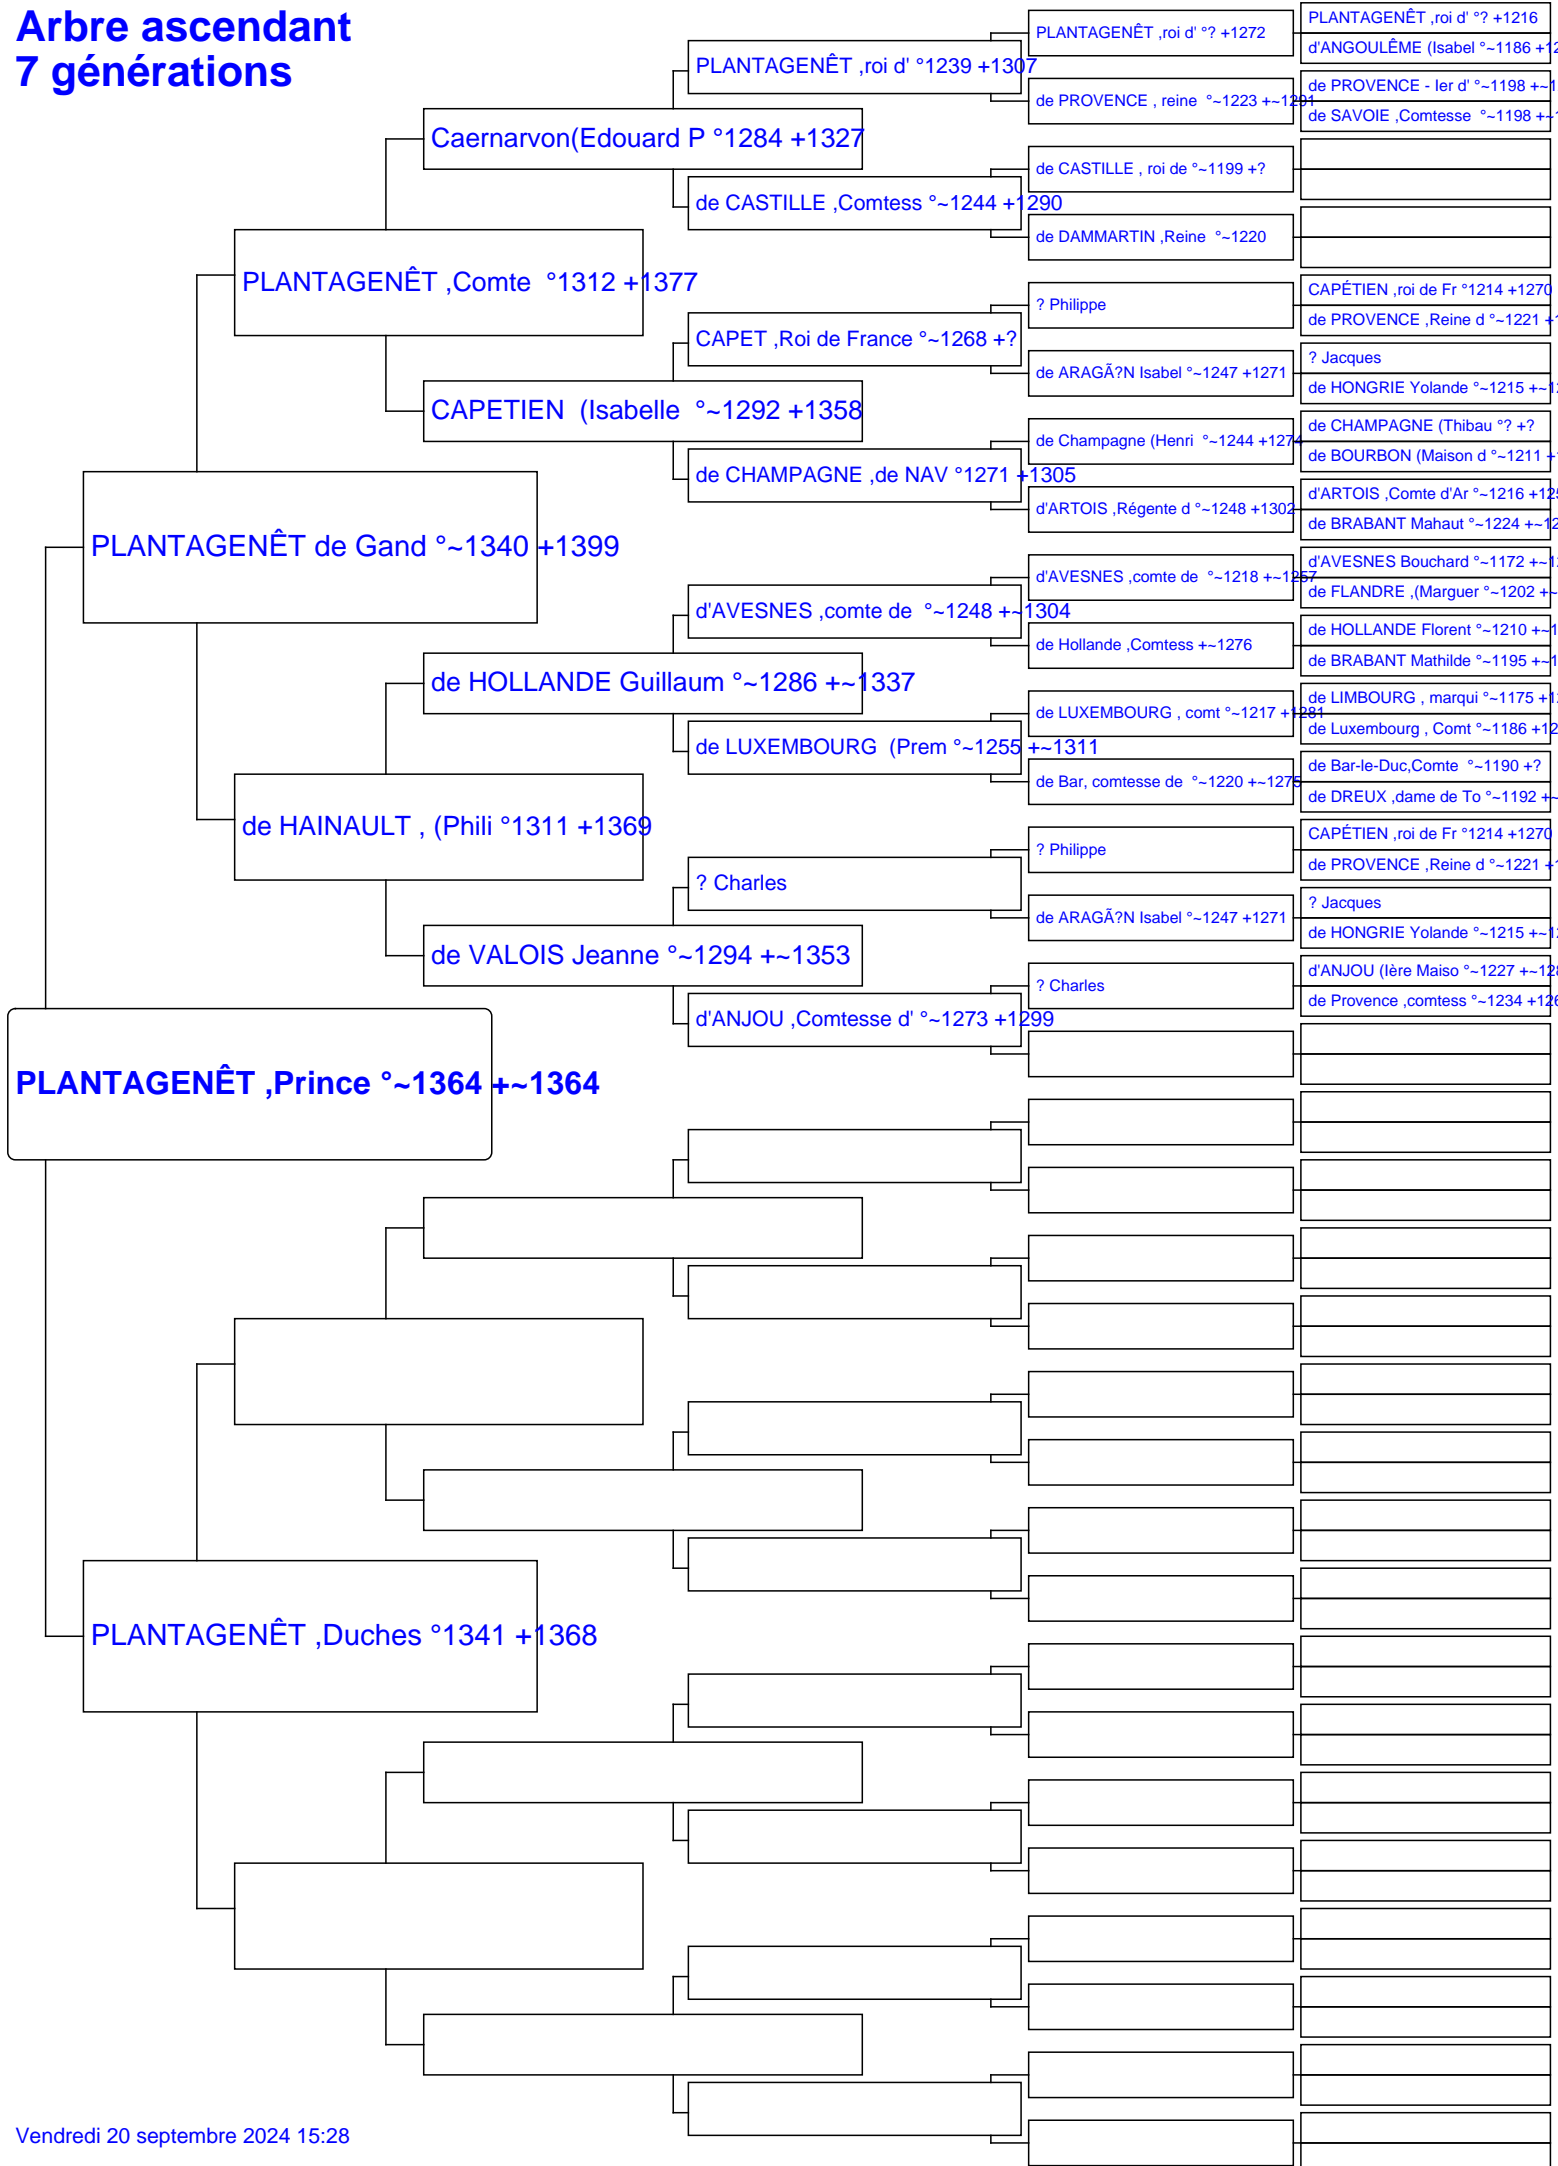 Arbre ascendant
7 générations
PLANTAGENÊT ,roi d' °? +1216
PLANTAGENÊT ,roi d' °? +1272
d'ANGOULÊME (Isabel °~1186 +12
PLANTAGENÊT ,roi d' °1239 +1307
de PROVENCE - Ier d' °~1198 +~1
de PROVENCE , reine °~1223 +~1291
de SAVOIE ,Comtesse °~1198 +~1
Caernarvon(Edouard P °1284 +1327
de CASTILLE , roi de °~1199 +?
de CASTILLE ,Comtess °~1244 +1290
de DAMMARTIN ,Reine °~1220
PLANTAGENÊT ,Comte °1312 +1377
CAPÉTIEN ,roi de Fr °1214 +1270
? Philippe
de PROVENCE ,Reine d °~1221 +1
CAPET ,Roi de France °~1268 +?
? Jacques
de ARAGÃ?N Isabel °~1247 +1271
de HONGRIE Yolande °~1215 +~12
CAPETIEN (Isabelle °~1292 +1358
de CHAMPAGNE (Thibau °? +?
de Champagne (Henri °~1244 +1274
de BOURBON (Maison d °~1211 +
de CHAMPAGNE ,de NAV °1271 +1305
d'ARTOIS ,Comte d'Ar °~1216 +125
d'ARTOIS ,Régente d °~1248 +1302
de BRABANT Mahaut °~1224 +~12
PLANTAGENÊT de Gand °~1340 +1399
d'AVESNES Bouchard °~1172 +~12
d'AVESNES ,comte de °~1218 +~1257
de FLANDRE ,(Marguer °~1202 +~
d'AVESNES ,comte de °~1248 +~1304
de HOLLANDE Florent °~1210 +~1
de Hollande ,Comtess +~1276
de BRABANT Mathilde °~1195 +~1
de HOLLANDE Guillaum °~1286 +~1337
de LIMBOURG , marqui °~1175 +12
de LUXEMBOURG , comt °~1217 +1281
de Luxembourg , Comt °~1186 +12
de LUXEMBOURG (Prem °~1255 +~1311
de Bar-le-Duc,Comte °~1190 +?
de Bar, comtesse de °~1220 +~1275
de DREUX ,dame de To °~1192 +~
de HAINAULT , (Phili °1311 +1369
CAPÉTIEN ,roi de Fr °1214 +1270
? Philippe
de PROVENCE ,Reine d °~1221 +1
? Charles
? Jacques
de ARAGÃ?N Isabel °~1247 +1271
de HONGRIE Yolande °~1215 +~12
de VALOIS Jeanne °~1294 +~1353
d'ANJOU (Ière Maiso °~1227 +~128
? Charles
de Provence ,comtess °~1234 +126
d'ANJOU ,Comtesse d' °~1273 +1299
PLANTAGENÊT ,Prince °~1364 +~1364
PLANTAGENÊT ,Duches °1341 +1368
Vendredi 20 septembre 2024 15:28